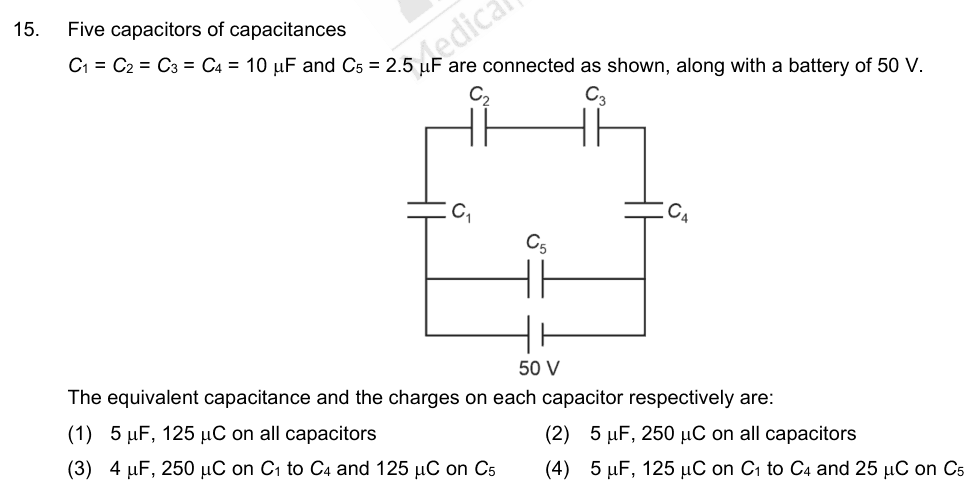 Medical
15. Five capacitors of capacitances
C₁ = C₂ = C₃ = C₄ = 10 μF and C₅ = 2.5 μF are connected as shown, along with a battery of 50 V.
C₂ C₃
C₁ C₄
C₅
50 V
The equivalent capacitance and the charges on each capacitor respectively are:
(1) 5 μF, 125 μC on all capacitors (2) 5 μF, 250 μC on all capacitors
(3) 4 μF, 250 μC on C₁ to C₄ and 125 μC on C₅ (4) 5 μF, 125 μC on C₁ to C₄ and 25 μC on C₅